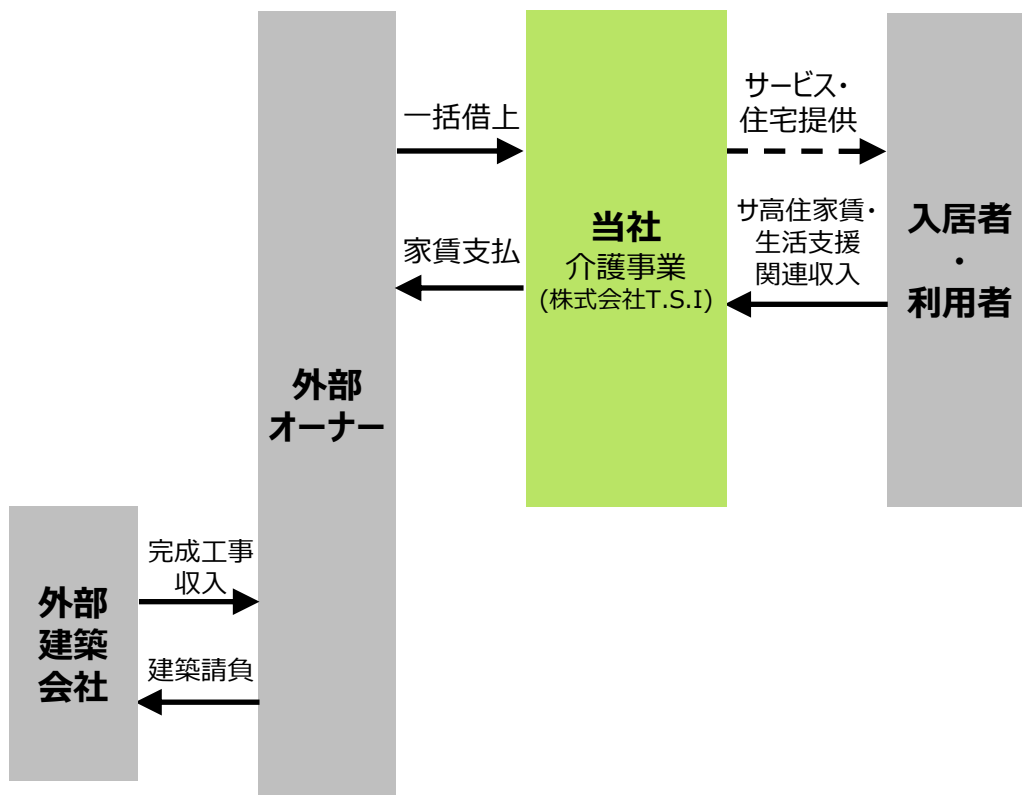 一括借上
家賃支払
サービス・
住宅提供
サ高住家賃・
生活支援
関連収入
当社
介護事業
(株式会社T.S.I)
入居者
・
利用者
外部
オーナー
完成工事
収入
建築請負
外部
建築
会社